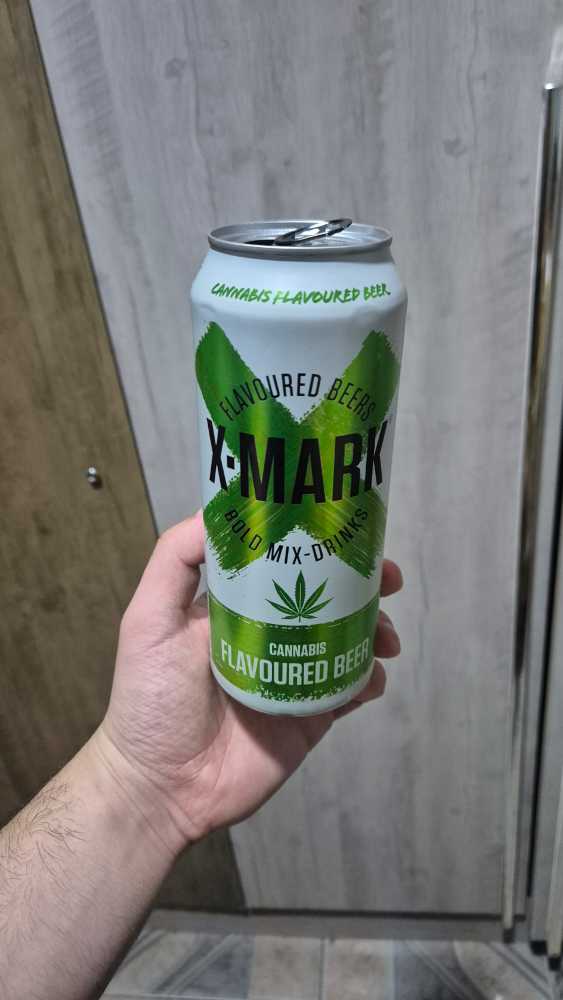 CANNABIS FLAVOURED BEER
FLAVOURED BEERS
X·MARK
BOLD MIX-DRINKS
CANNABIS
FLAVOURED BEER